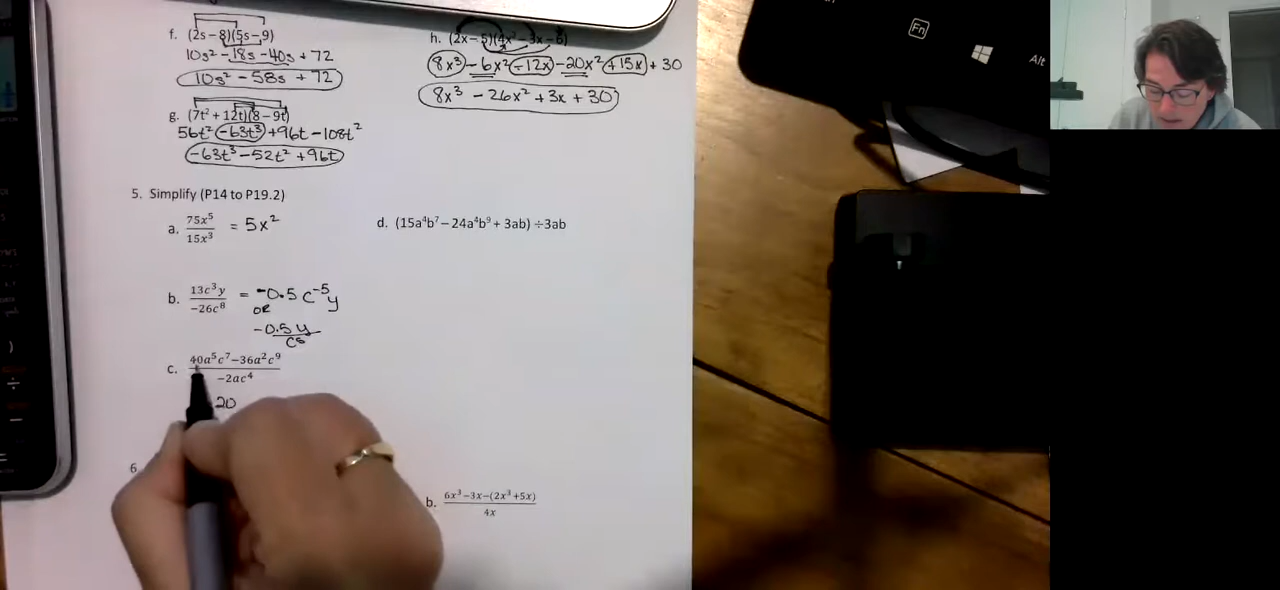 f. (2s – 8)(5s – 9)
10s² - 18s - 40s + 72
10s² - 58s + 72
g. (7t² + 12t)(8 – 9t)
56t² - 63t³ + 96t - 108t²
-63t³ - 52t² + 96t
h. (2x – 5)(4x² – 3x – 6)
8x³ - 6x² - 12x - 20x² + 15x + 30
8x³ - 26x² + 3x + 30
5. Simplify (P14 to P19.2)
a. 75x⁵ / 15x³ = 5x²
b. 13c³y / -26c⁸ = -0.5c⁻⁵y
OR
-0.5y / c⁵
c. 40a⁵c⁷ – 36a²c⁹ / -2ac⁴
20
d. (15a⁴b⁷ – 24a⁴b⁹ + 3ab) ÷ 3ab
6.
b. 6x³ – 3x – (2x³ + 5x) / 4x
Fn
Alt